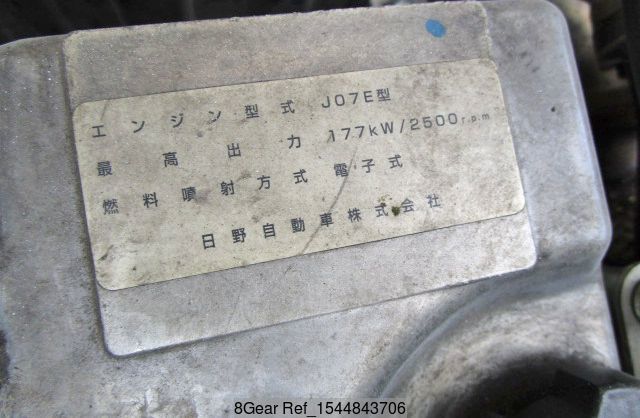 エンジン型式 J07E型
最高出力 177kW/2500r.p.m
燃料噴射方式 電子式
日野自動車株式会社
8Gear Ref_1544843706